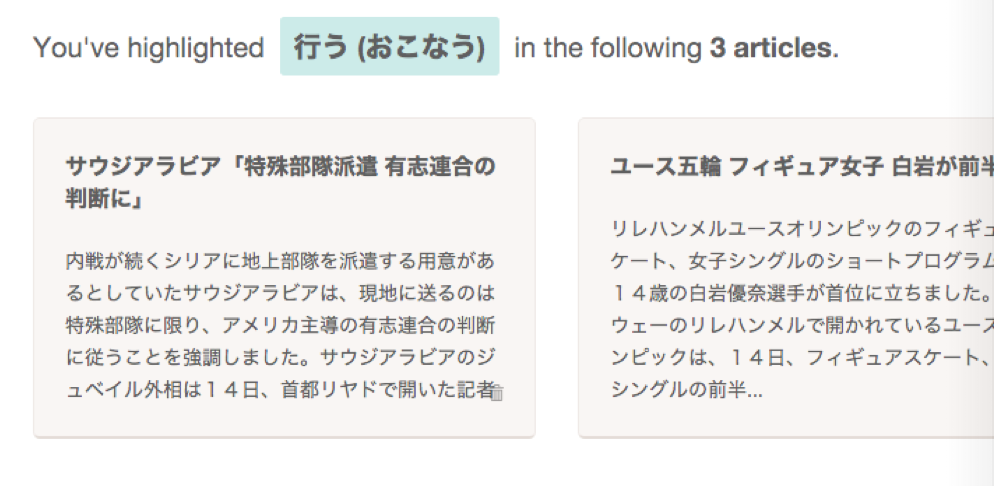 You've highlighted 行う (おこなう) in the following 3 articles.
サウジアラビア「特殊部隊派遣 有志連合の
判断に」
内戦が続くシリアに地上部隊を派遣する用意があ
るとしていたサウジアラビアは、現地に送るのは
特殊部隊に限り、アメリカ主導の有志連合の判断
に従うことを強調しました。サウジアラビアのジ
ュベイル外相は１４日、首都リヤドで開いた記者
ユース五輪 フィギュア女子 白岩が前半
リレハンメルユースオリンピックのフィギュ
ケート、女子シングルのショートプログラム
１４歳の白岩優奈選手が首位に立ちました。
ウェーのリレハンメルで開かれているユース
ンピックは、１４日、フィギュアスケート、
シングルの前半...